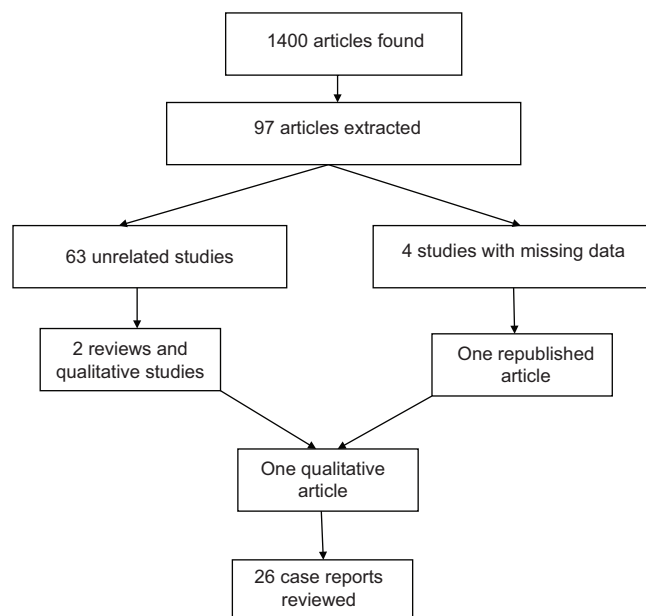 1400 articles found
97 articles extracted
63 unrelated studies
4 studies with missing data
2 reviews and
qualitative studies
One republished
article
One qualitative
article
26 case reports
reviewed